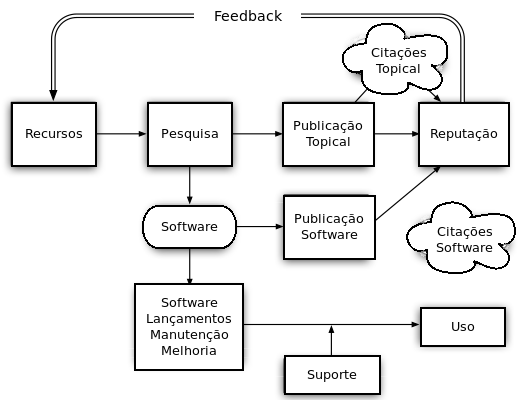 Feedback
Citações
Topical
Recursos
Pesquisa
Publicação
Topical
Reputação
Software
Publicação
Software
Citações
Software
Software
Lançamentos
Manutenção
Melhoria
Uso
Suporte